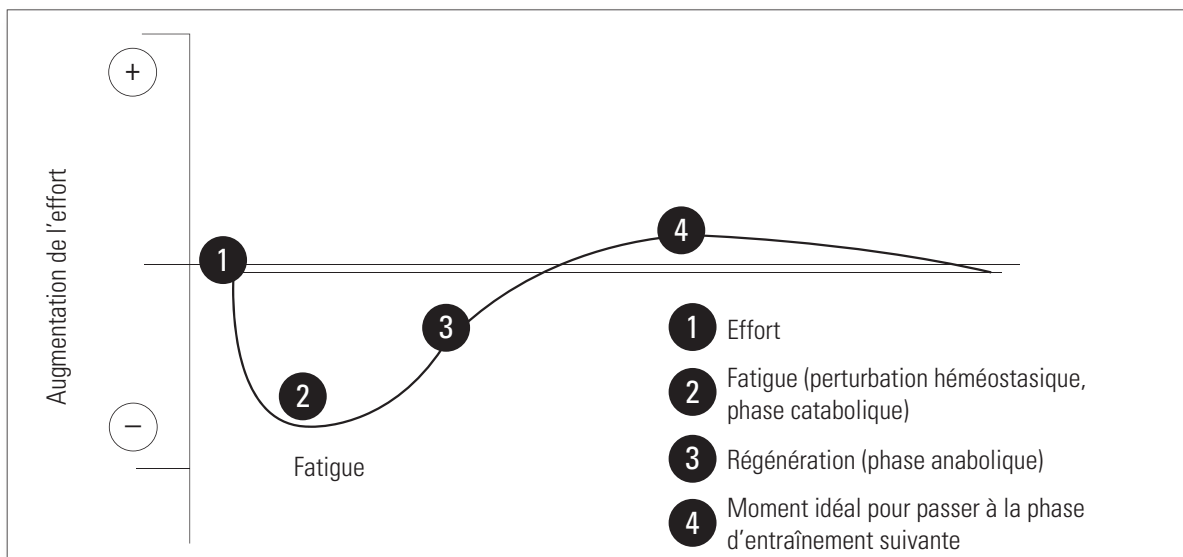 +
Augmentation de l'effort
−
1
2
3
4
Fatigue
1 Effort
2 Fatigue (perturbation héméostasique,
phase catabolique)
3 Régénération (phase anabolique)
4 Moment idéal pour passer à la phase
d'entraînement suivante